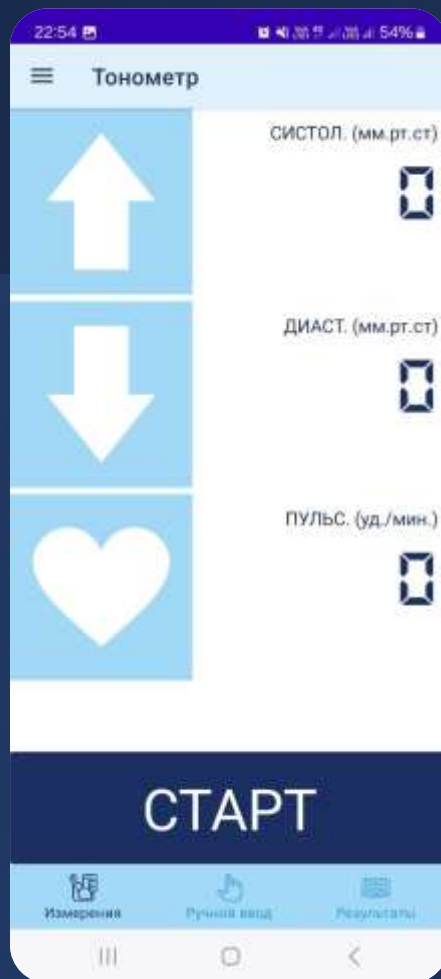 22:54 54%
Тонометр
СИСТОЛ. (мм.рт.ст)
0
ДИАСТ. (мм.рт.ст)
0
ПУЛЬС. (уд./мин.)
0
СТАРТ
Измерения Ручной ввод Результаты